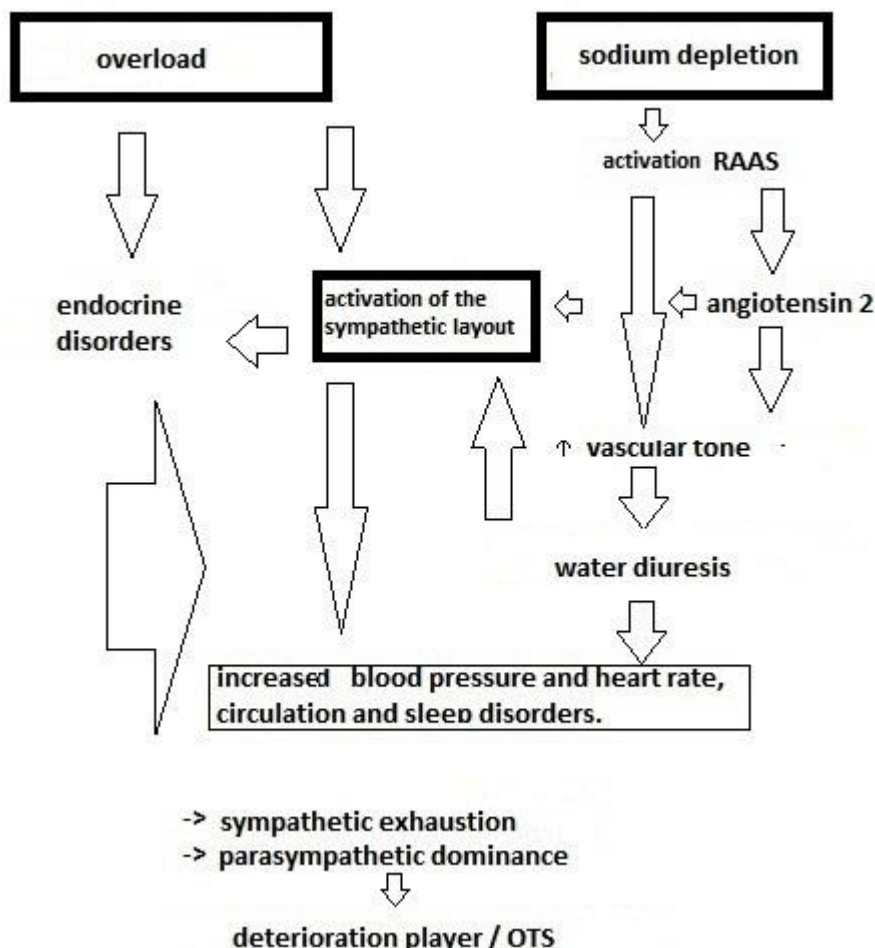 overload
sodium depletion
activation RAAS
endocrine
disorders
activation of the
sympathetic layout
angiotensin 2
↑ vascular tone
water diuresis
increased blood pressure and heart rate,
circulation and sleep disorders.
-> sympathetic exhaustion
-> parasympathetic dominance
deterioration player / OTS